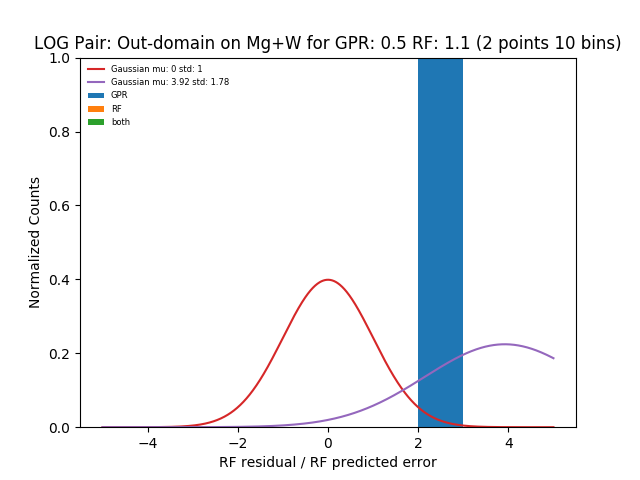 LOG Pair: Out-domain on Mg+W for GPR: 0.5 RF: 1.1 (2 points 10 bins)
Gaussian mu: 0 std: 1
Gaussian mu: 3.92 std: 1.78
GPR
RF
both
1.0
0.8
0.6
0.4
0.2
0.0
Normalized Counts
−4
−2
0
2
4
RF residual / RF predicted error